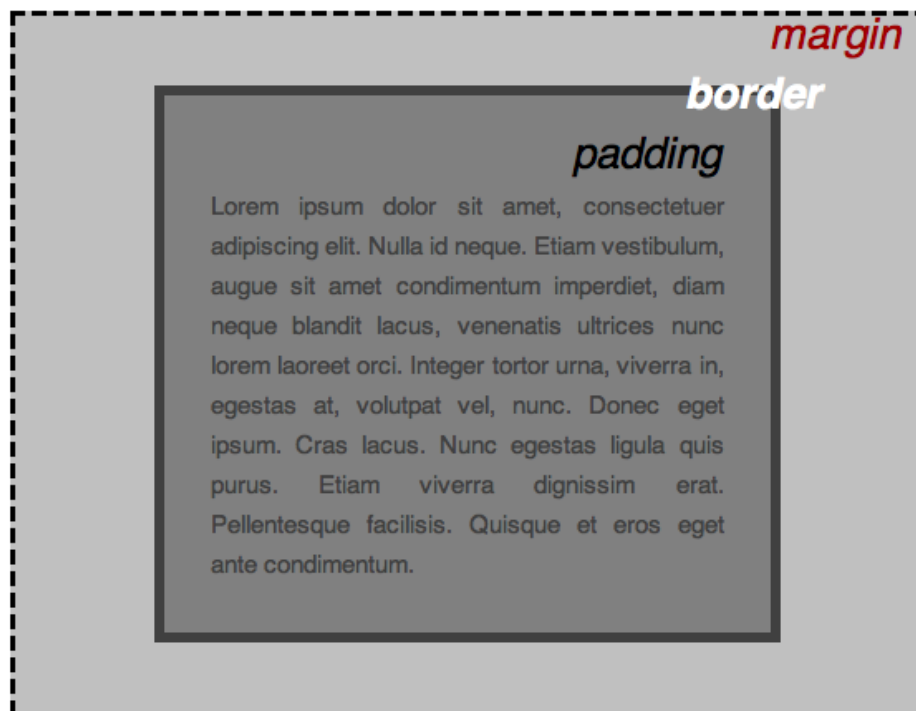 margin
border
padding
Lorem ipsum dolor sit amet, consectetuer
adipiscing elit. Nulla id neque. Etiam vestibulum,
augue sit amet condimentum imperdiet, diam
neque blandit lacus, venenatis ultrices nunc
lorem laoreet orci. Integer tortor urna, viverra in,
egestas at, volutpat vel, nunc. Donec eget
ipsum. Cras lacus. Nunc egestas ligula quis
purus. Etiam viverra dignissim erat.
Pellentesque facilisis. Quisque et eros eget
ante condimentum.